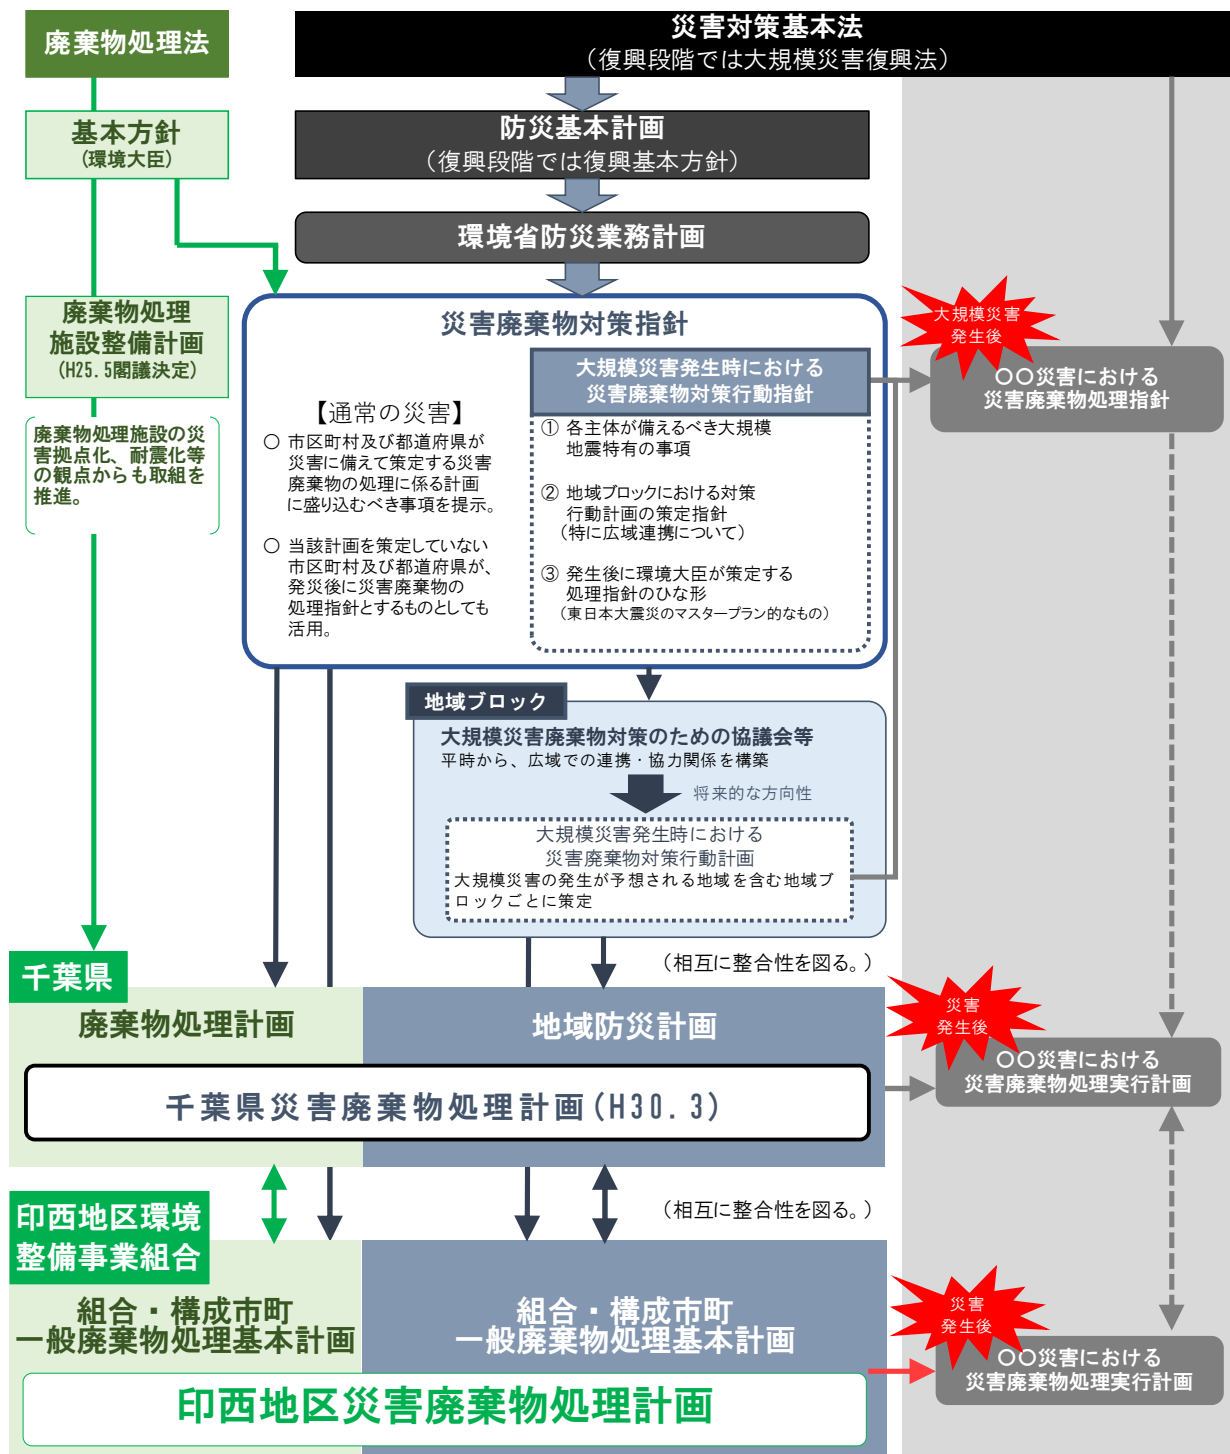 廃棄物処理法
災害対策基本法
（復興段階では大規模災害復興法）
基本方針
(環境大臣)
防災基本計画
（復興段階では復興基本方針）
環境省防災業務計画
廃棄物処理
施設整備計画
(H25.5閣議決定)
廃棄物処理施設の災
害拠点化、耐震化等
の観点からも取組を
推進。
災害廃棄物対策指針
【通常の災害】
○ 市区町村及び都道府県が
災害に備えて策定する災害
廃棄物の処理に係る計画
に盛り込むべき事項を提示。
○ 当該計画を策定していない
市区町村及び都道府県が、
発災後に災害廃棄物の
処理指針とするものとしても
活用。
大規模災害発生時における
災害廃棄物対策行動指針
① 各主体が備えるべき大規模
地震特有の事項
② 地域ブロックにおける対策
行動計画の策定指針
（特に広域連携について）
③ 発生後に環境大臣が策定する
処理指針のひな形
（東日本大震災のマスタープラン的なもの）
大規模災害
発生後
〇〇災害における
災害廃棄物処理指針
地域ブロック
大規模災害廃棄物対策のための協議会等
平時から、広域での連携・協力関係を構築
将来的な方向性
大規模災害発生時における
災害廃棄物対策行動計画
大規模災害の発生が予想される地域を含む地域ブ
ロックごとに策定
（相互に整合性を図る。）
千葉県
廃棄物処理計画
地域防災計画
千葉県災害廃棄物処理計画(H30.3)
災害
発生後
〇〇災害における
災害廃棄物処理実行計画
（相互に整合性を図る。）
印西地区環境
整備事業組合
組合・構成市町
一般廃棄物処理基本計画
組合・構成市町
一般廃棄物処理基本計画
印西地区災害廃棄物処理計画
災害
発生後
〇〇災害における
災害廃棄物処理実行計画